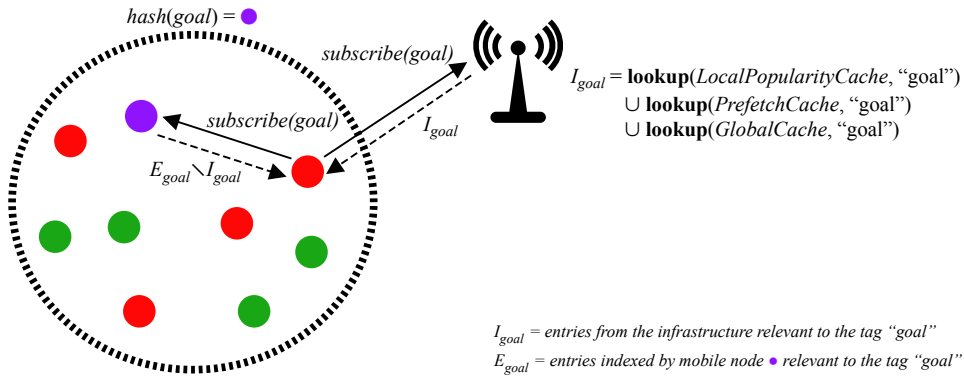 hash(goal) = ●
subscribe(goal)
subscribe(goal)
I_goal
E_goal \ I_goal
I_goal = lookup(LocalPopularityCache, “goal”)
∪ lookup(PrefetchCache, “goal”)
∪ lookup(GlobalCache, “goal”)
I_goal = entries from the infrastructure relevant to the tag “goal”
E_goal = entries indexed by mobile node ● relevant to the tag “goal”